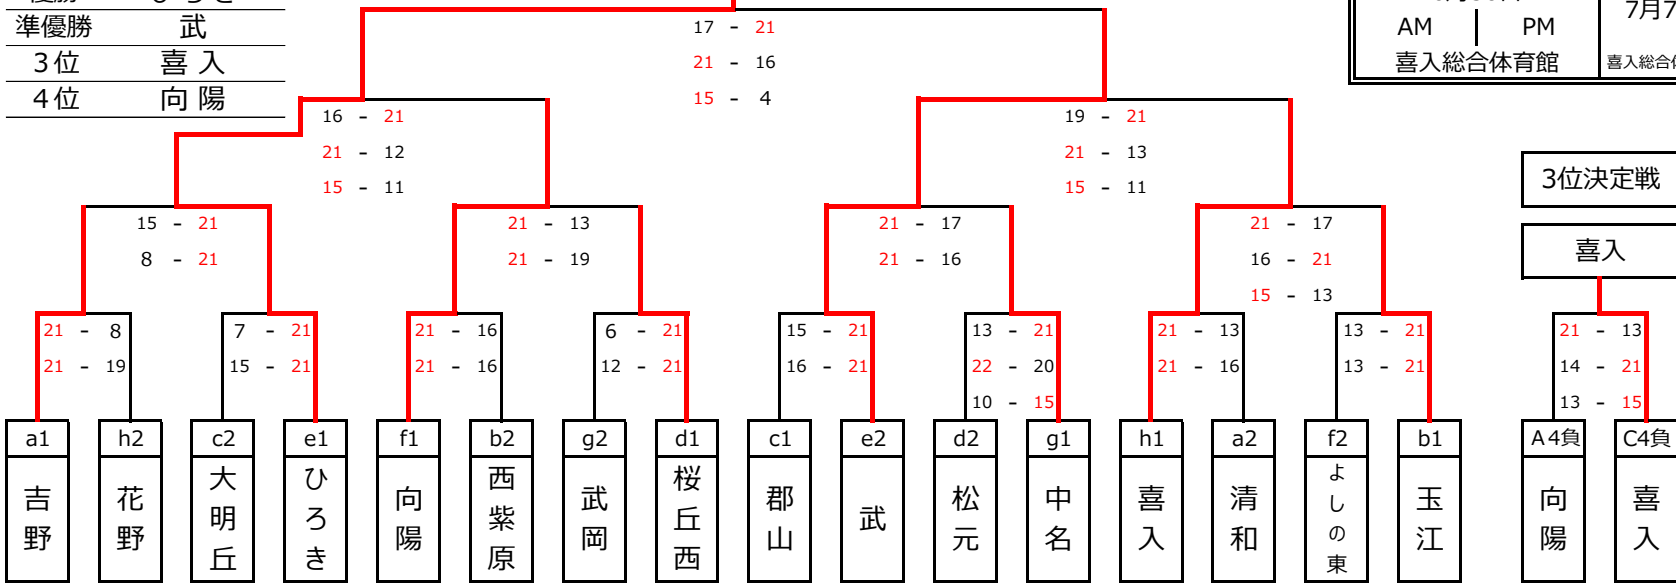 準優勝 武
3位 喜入
4位 向陽
AM PM
喜入総合体育館
7月7
喜入総合体
17 - 21
21 - 16
15 - 4
16 - 21
21 - 12
15 - 11
19 - 21
21 - 13
15 - 11
3位決定戦
15 - 21
8 - 21
21 - 13
21 - 19
21 - 17
21 - 16
21 - 17
16 - 21
15 - 13
喜入
21 - 8
21 - 19
7 - 21
15 - 21
21 - 16
21 - 16
6 - 21
12 - 21
15 - 21
16 - 21
13 - 21
22 - 20
10 - 15
21 - 13
21 - 16
13 - 21
13 - 21
21 - 13
14 - 21
13 - 15
a1 h2 c2 e1 f1 b2 g2 d1 c1 e2 d2 g1 h1 a2 f2 b1 A4負 C4負
吉野 花野 大明丘 ひろき 向陽 西紫原 武岡 桜丘西 郡山 武 松元 中名 喜入 清和 よしの東 玉江 向陽 喜入